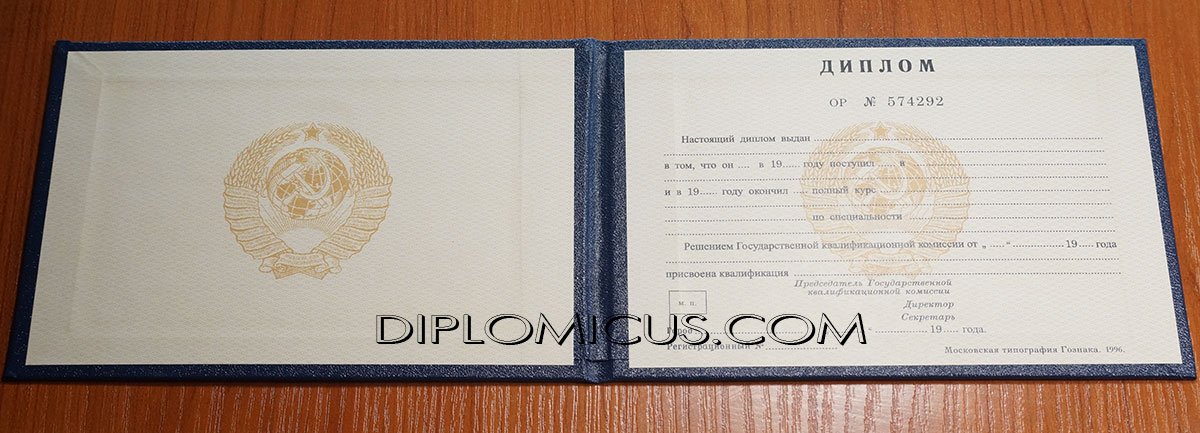 ДИПЛОМ
ОР № 574292
Настоящий диплом выдан
в том, что он .... в 19..... году поступил ..... в
и в 19..... году окончил .... полный курс
по специальности
Решением Государственной квалификационной комиссии от „ ..... “ ................ 19..... года
присвоена квалификация
Председатель Государственной
квалификационной комиссии
Директор
м. п.
Секретарь
Город “ ................ 19..... года.
Регистрационный №
Московская типография Гознака. 1996.
DIPLOMICUS.COM